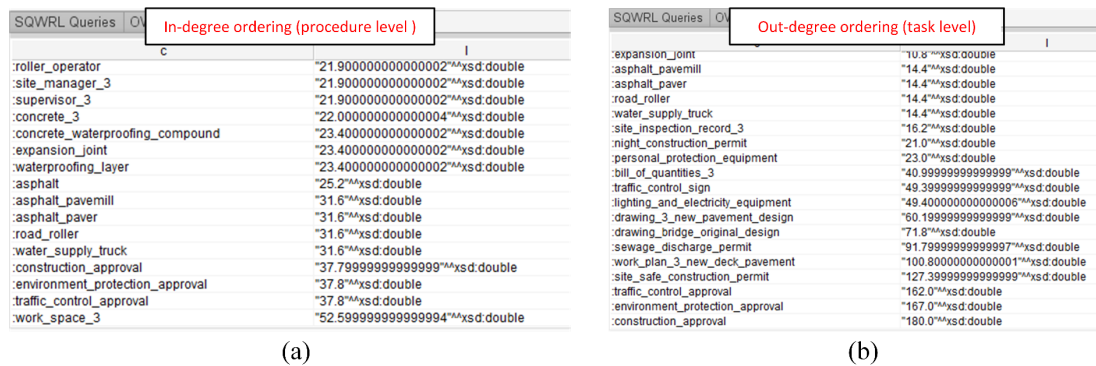 SQWRL Queries
In-degree ordering (procedure level )
c l
:roller_operator "21.900000000000002"^^xsd:double
:site_manager_3 "21.900000000000002"^^xsd:double
:supervisor_3 "21.900000000000002"^^xsd:double
:concrete_3 "22.000000000000004"^^xsd:double
:concrete_waterproofing_compound "23.400000000000002"^^xsd:double
:expansion_joint "23.400000000000002"^^xsd:double
:waterproofing_layer "23.400000000000002"^^xsd:double
:asphalt "25.2"^^xsd:double
:asphalt_pavemill "31.6"^^xsd:double
:asphalt_paver "31.6"^^xsd:double
:road_roller "31.6"^^xsd:double
:water_supply_truck "31.6"^^xsd:double
:construction_approval "37.79999999999999"^^xsd:double
:environment_protection_approval "37.8"^^xsd:double
:traffic_control_approval "37.8"^^xsd:double
:work_space_3 "52.599999999999994"^^xsd:double
(a)
SQWRL Queries
Out-degree ordering (task level)
l
:expansion_joint "10.8"^^xsd:double
:asphalt_pavemill "14.4"^^xsd:double
:asphalt_paver "14.4"^^xsd:double
:road_roller "14.4"^^xsd:double
:water_supply_truck "14.4"^^xsd:double
:site_inspection_record_3 "16.2"^^xsd:double
:night_construction_permit "21.0"^^xsd:double
:personal_protection_equipment "23.0"^^xsd:double
:bill_of_quantities_3 "40.99999999999999"^^xsd:double
:traffic_control_sign "49.39999999999999"^^xsd:double
:lighting_and_electricity_equipment "49.400000000000006"^^xsd:double
:drawing_3_new_pavement_design "60.19999999999999"^^xsd:double
:drawing_bridge_original_design "71.8"^^xsd:double
:sewage_discharge_permit "91.79999999999997"^^xsd:double
:work_plan_3_new_deck_pavement "100.80000000000001"^^xsd:double
:site_safe_construction_permit "127.39999999999999"^^xsd:double
:traffic_control_approval "162.0"^^xsd:double
:environment_protection_approval "167.0"^^xsd:double
:construction_approval "180.0"^^xsd:double
(b)